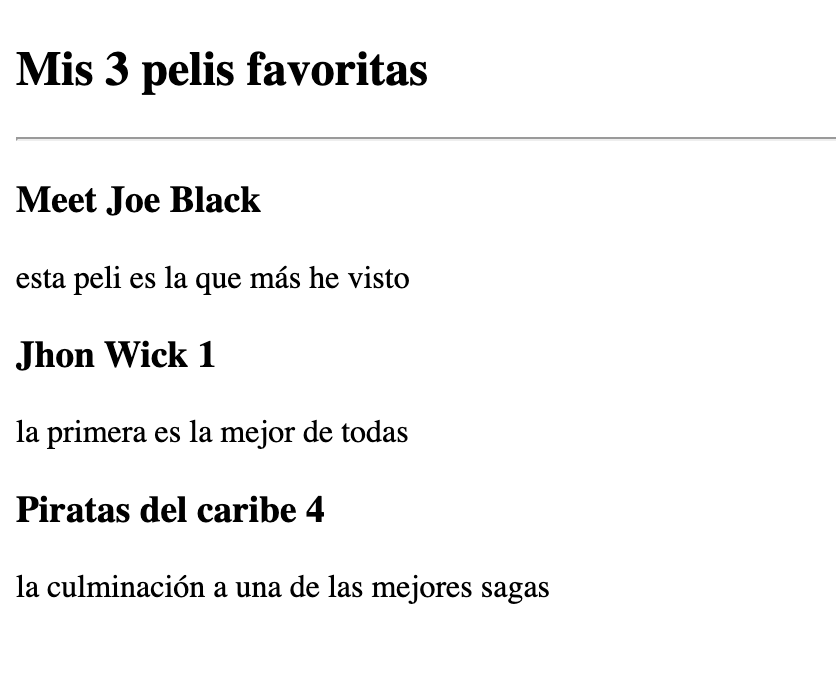 Mis 3 pelis favoritas
Meet Joe Black
esta peli es la que más he visto
Jhon Wick 1
la primera es la mejor de todas
Piratas del caribe 4
la culminación a una de las mejores sagas